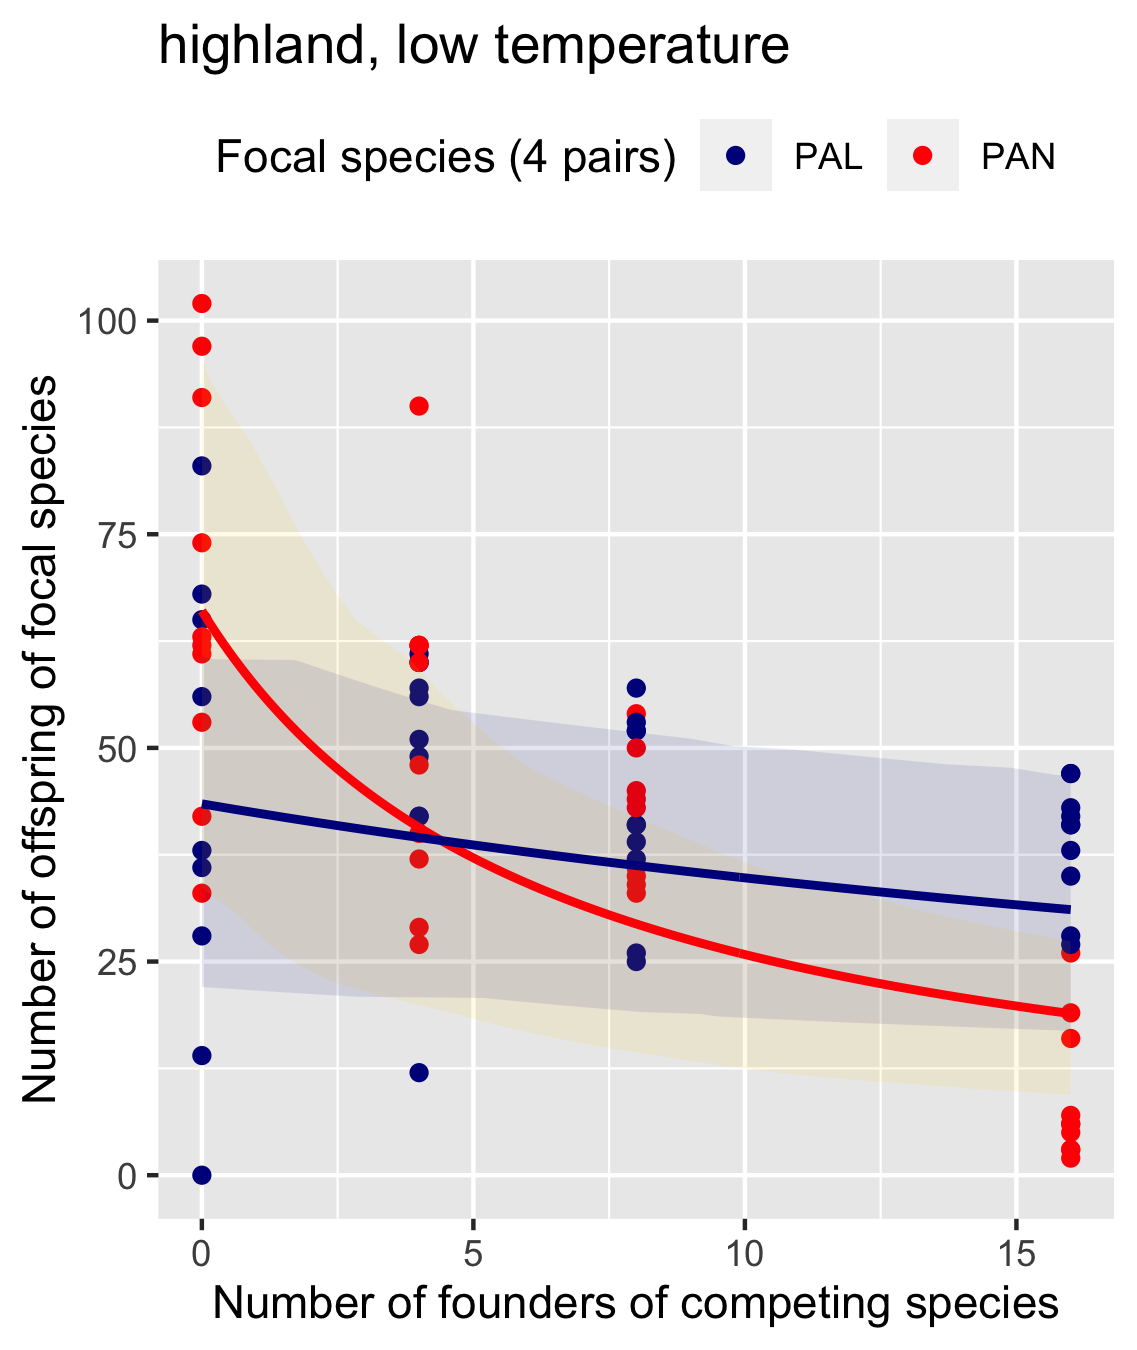 highland, low temperature
Focal species (4 pairs) PAL PAN
Number of offspring of focal species
100
75
50
25
0
0 5 10 15
Number of founders of competing species